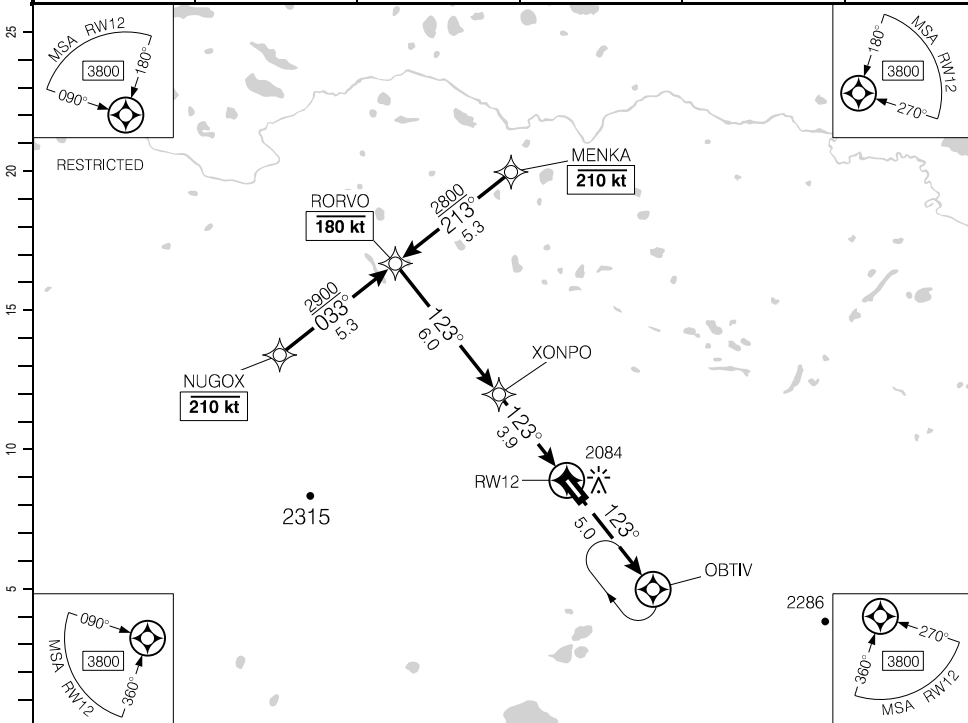 25
MSA RW12
3800
180°
090°
180°
MSA RW12
3800
270°
RESTRICTED
20
MENKA
210 kt
RORVO
180 kt
2800
213°
5.3
2900
033°
5.3
15
123°
6.0
XONPO
NUGOX
210 kt
123°
3.9
10
2084
RW12
2315
123°
5.0
OBTIV
5
2286
090°
3800
MSA RW12
360°
270°
3800
360°
MSA RW12